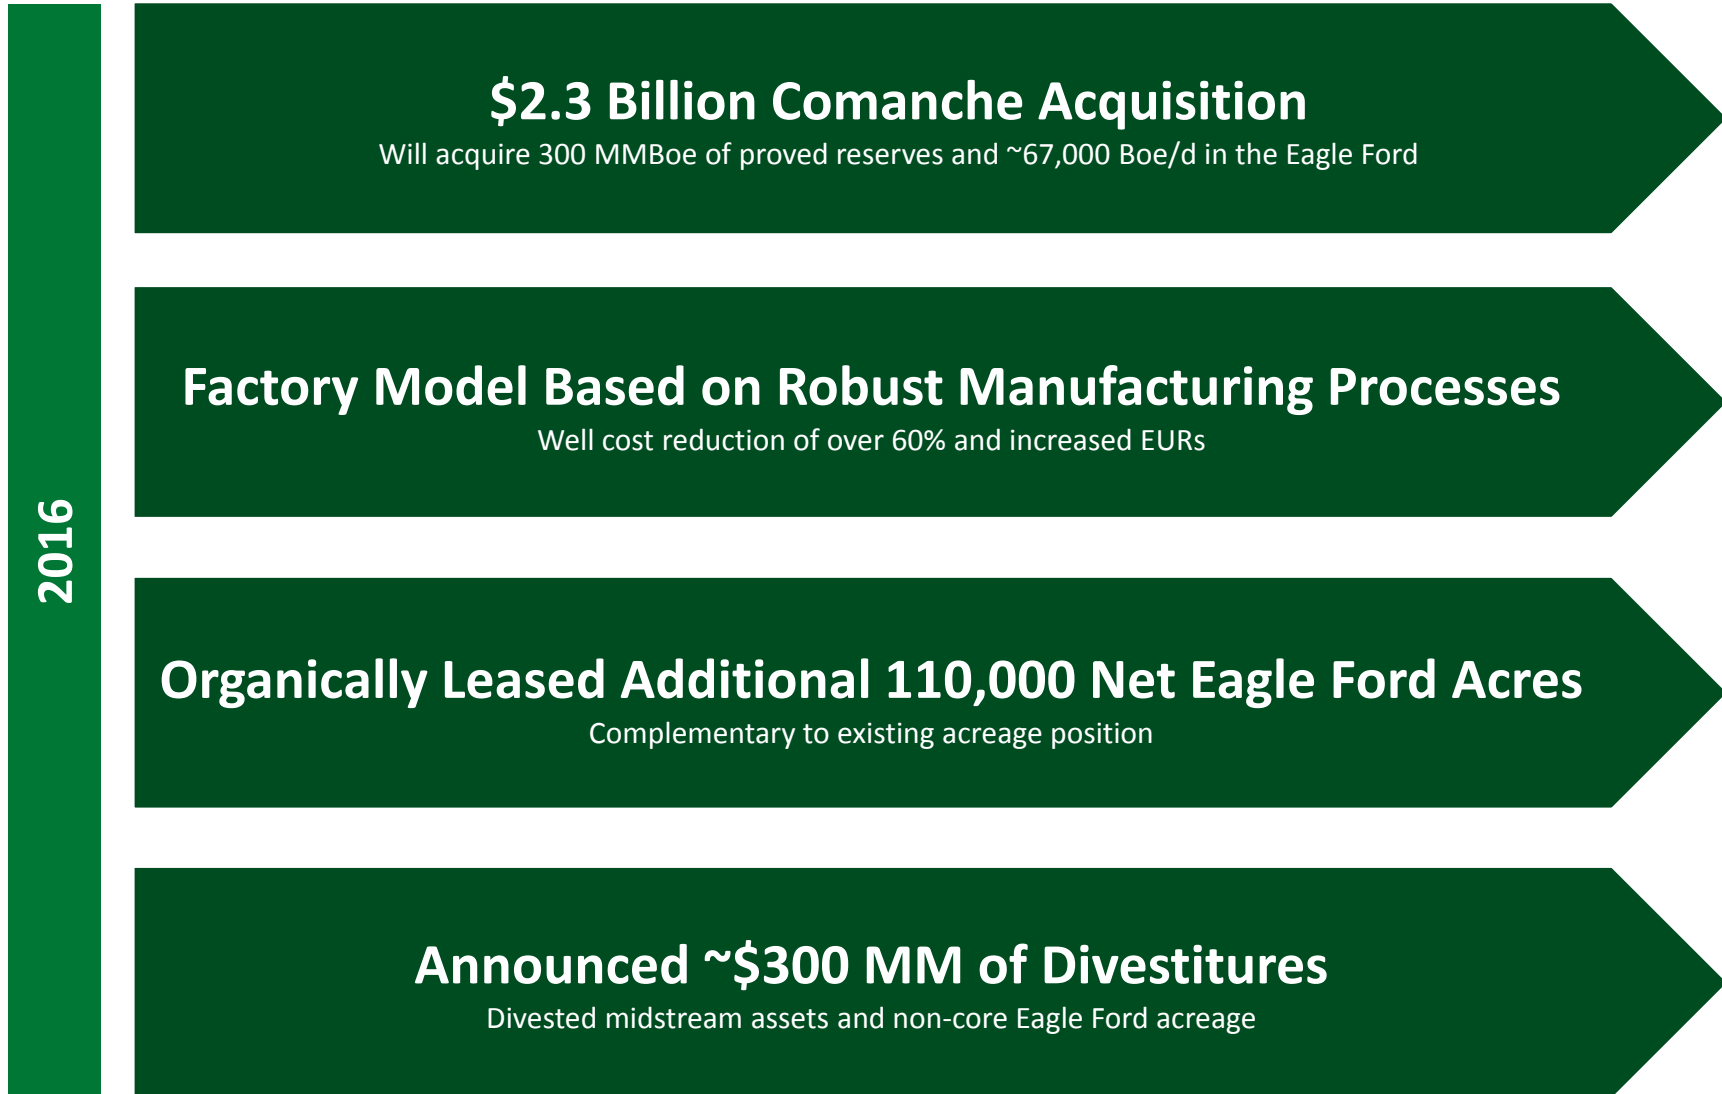 2016
$2.3 Billion Comanche Acquisition
Will acquire 300 MMBoe of proved reserves and ~67,000 Boe/d in the Eagle Ford
Factory Model Based on Robust Manufacturing Processes
Well cost reduction of over 60% and increased EURs
Organically Leased Additional 110,000 Net Eagle Ford Acres
Complementary to existing acreage position
Announced ~$300 MM of Divestitures
Divested midstream assets and non-core Eagle Ford acreage